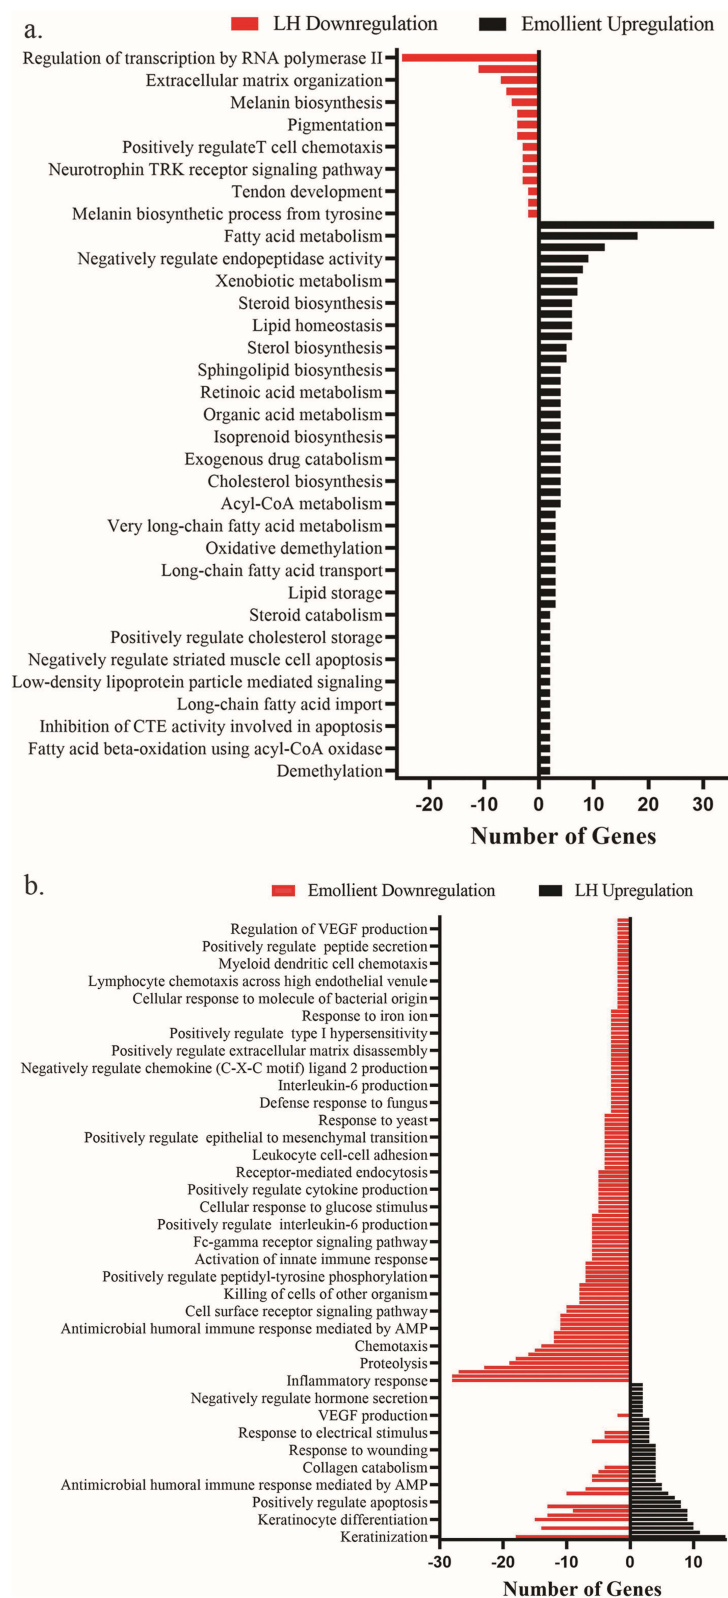 a.
LH Downregulation Emollient Upregulation
Regulation of transcription by RNA polymerase II
Extracellular matrix organization
Melanin biosynthesis
Pigmentation
Positively regulateT cell chemotaxis
Neurotrophin TRK receptor signaling pathway
Tendon development
Melanin biosynthetic process from tyrosine
Fatty acid metabolism
Negatively regulate endopeptidase activity
Xenobiotic metabolism
Steroid biosynthesis
Lipid homeostasis
Sterol biosynthesis
Sphingolipid biosynthesis
Retinoic acid metabolism
Organic acid metabolism
Isoprenoid biosynthesis
Exogenous drug catabolism
Cholesterol biosynthesis
Acyl-CoA metabolism
Very long-chain fatty acid metabolism
Oxidative demethylation
Long-chain fatty acid transport
Lipid storage
Steroid catabolism
Positively regulate cholesterol storage
Negatively regulate striated muscle cell apoptosis
Low-density lipoprotein particle mediated signaling
Long-chain fatty acid import
Inhibition of CTE activity involved in apoptosis
Fatty acid beta-oxidation using acyl-CoA oxidase
Demethylation
-20 -10 0 10 20 30
Number of Genes
b.
Emollient Downregulation LH Upregulation
Regulation of VEGF production
Positively regulate peptide secretion
Myeloid dendritic cell chemotaxis
Lymphocyte chemotaxis across high endothelial venule
Cellular response to molecule of bacterial origin
Response to iron ion
Positively regulate type I hypersensitivity
Positively regulate extracellular matrix disassembly
Negatively regulate chemokine (C-X-C motif) ligand 2 production
Interleukin-6 production
Defense response to fungus
Response to yeast
Positively regulate epithelial to mesenchymal transition
Leukocyte cell-cell adhesion
Receptor-mediated endocytosis
Positively regulate cytokine production
Cellular response to glucose stimulus
Positively regulate interleukin-6 production
Fc-gamma receptor signaling pathway
Activation of innate immune response
Positively regulate peptidyl-tyrosine phosphorylation
Killing of cells of other organism
Cell surface receptor signaling pathway
Antimicrobial humoral immune response mediated by AMP
Chemotaxis
Proteolysis
Inflammatory response
Negatively regulate hormone secretion
VEGF production
Response to electrical stimulus
Response to wounding
Collagen catabolism
Antimicrobial humoral immune response mediated by AMP
Positively regulate apoptosis
Keratinocyte differentiation
Keratinization
-30 -20 -10 0 10
Number of Genes